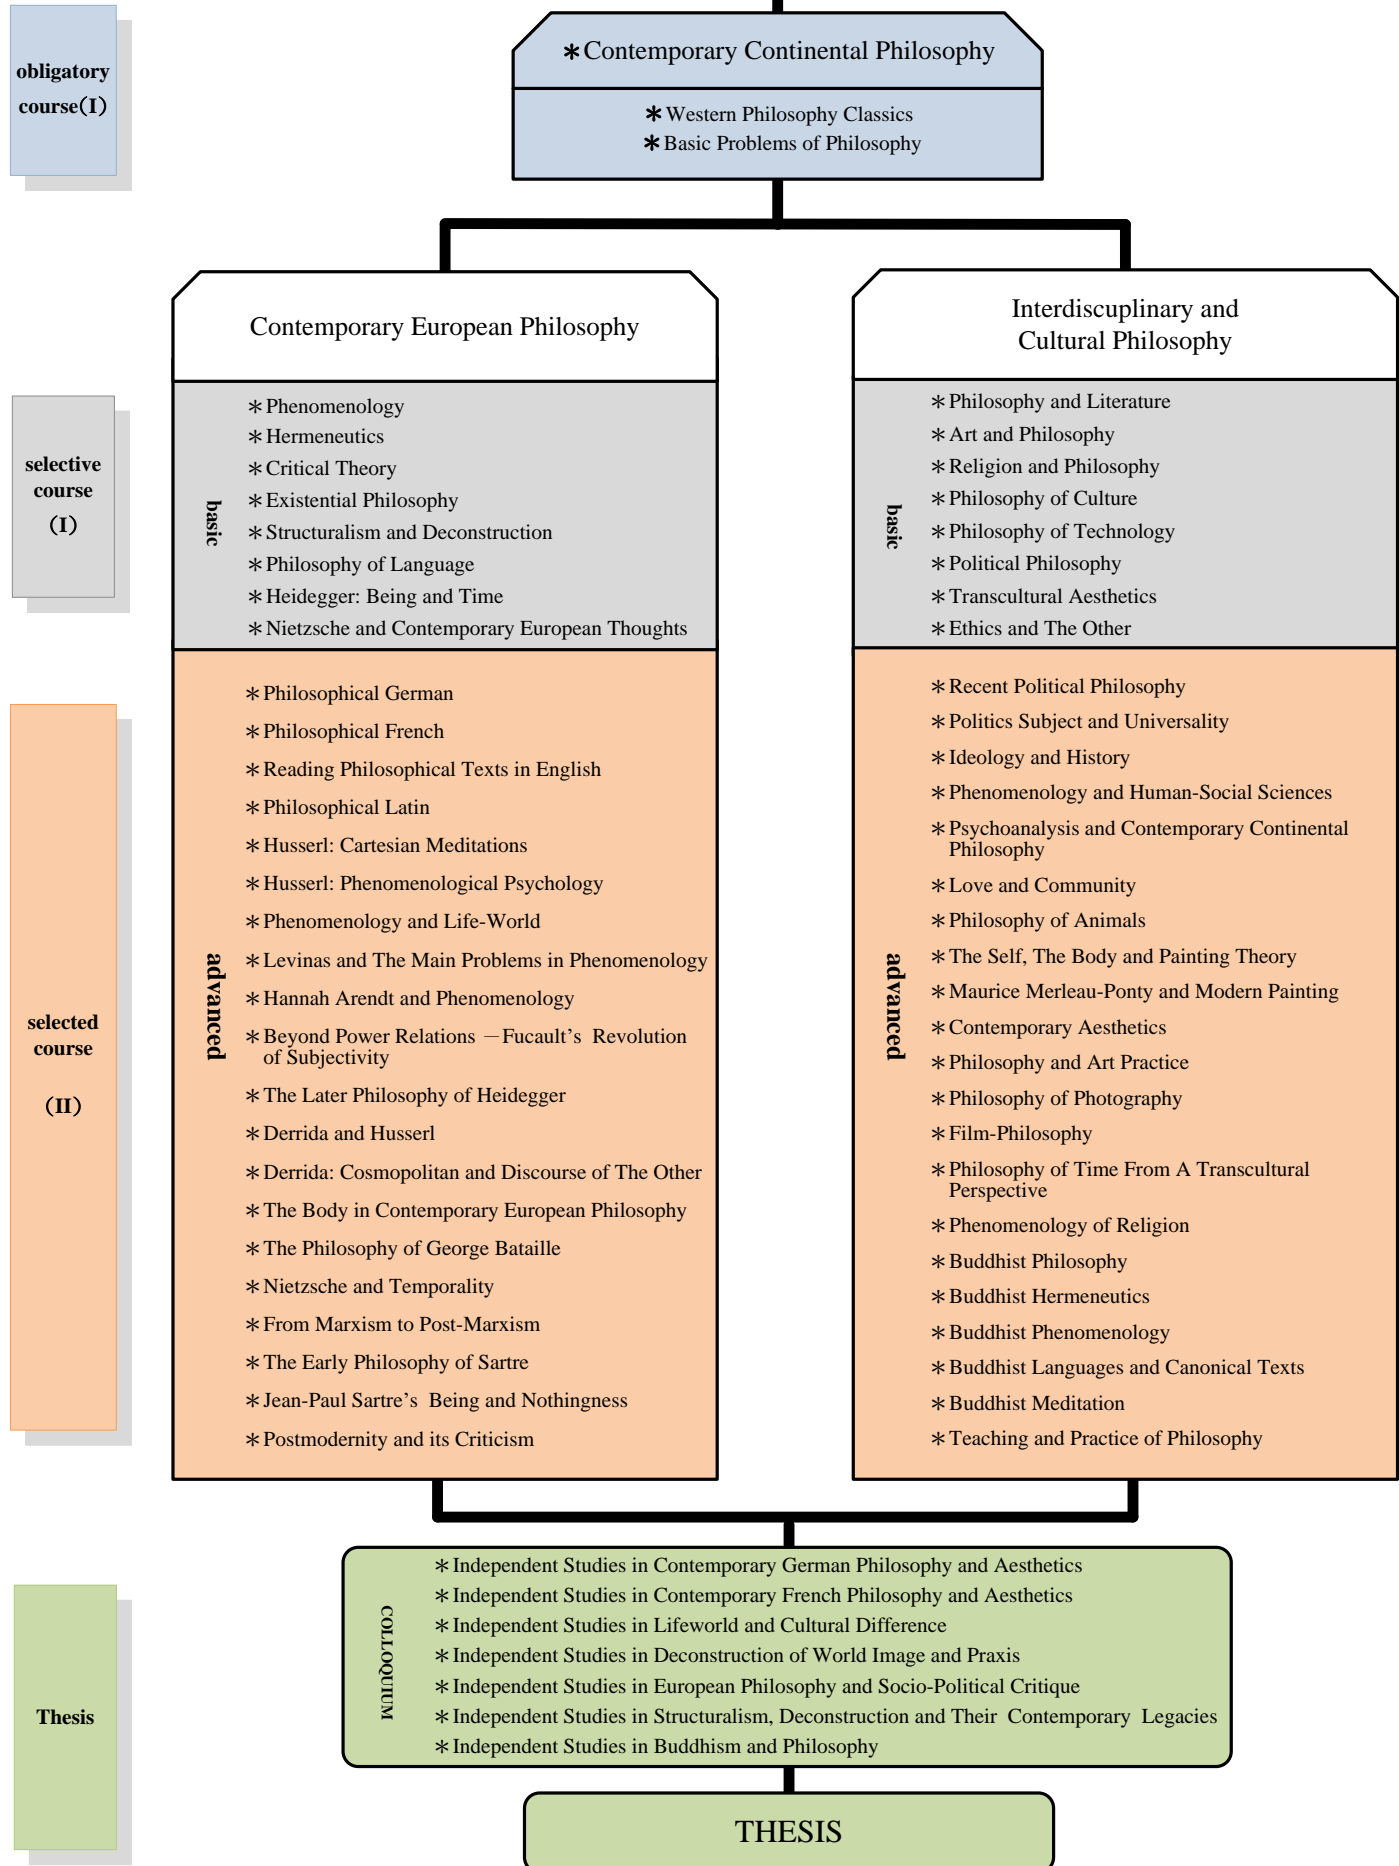 obligatory
course(I)
*Contemporary Continental Philosophy
*Western Philosophy Classics
*Basic Problems of Philosophy
Contemporary European Philosophy
Interdiscuplinary and
Cultural Philosophy
selective
course
(I)
basic
*Phenomenology
*Hermeneutics
*Critical Theory
*Existential Philosophy
*Structuralism and Deconstruction
*Philosophy of Language
*Heidegger: Being and Time
*Nietzsche and Contemporary European Thoughts
basic
*Philosophy and Literature
*Art and Philosophy
*Religion and Philosophy
*Philosophy of Culture
*Philosophy of Technology
*Political Philosophy
*Transcultural Aesthetics
*Ethics and The Other
selected
course
(II)
advanced
*Philosophical German
*Philosophical French
*Reading Philosophical Texts in English
*Philosophical Latin
*Husserl: Cartesian Meditations
*Husserl: Phenomenological Psychology
*Phenomenology and Life-World
*Levinas and The Main Problems in Phenomenology
*Hannah Arendt and Phenomenology
*Beyond Power Relations －Fucault’s Revolution
of Subjectivity
*The Later Philosophy of Heidegger
*Derrida and Husserl
*Derrida: Cosmopolitan and Discourse of The Other
*The Body in Contemporary European Philosophy
*The Philosophy of George Bataille
*Nietzsche and Temporality
*From Marxism to Post-Marxism
*The Early Philosophy of Sartre
*Jean-Paul Sartre’s Being and Nothingness
*Postmodernity and its Criticism
advanced
*Recent Political Philosophy
*Politics Subject and Universality
*Ideology and History
*Phenomenology and Human-Social Sciences
*Psychoanalysis and Contemporary Continental
Philosophy
*Love and Community
*Philosophy of Animals
*The Self, The Body and Painting Theory
*Maurice Merleau-Ponty and Modern Painting
*Contemporary Aesthetics
*Philosophy and Art Practice
*Philosophy of Photography
*Film-Philosophy
*Philosophy of Time From A Transcultural
Perspective
*Phenomenology of Religion
*Buddhist Philosophy
*Buddhist Hermeneutics
*Buddhist Phenomenology
*Buddhist Languages and Canonical Texts
*Buddhist Meditation
*Teaching and Practice of Philosophy
Thesis
COLLOQUIUM
*Independent Studies in Contemporary German Philosophy and Aesthetics
*Independent Studies in Contemporary French Philosophy and Aesthetics
*Independent Studies in Lifeworld and Cultural Difference
*Independent Studies in Deconstruction of World Image and Praxis
*Independent Studies in European Philosophy and Socio-Political Critique
*Independent Studies in Structuralism, Deconstruction and Their Contemporary Legacies
*Independent Studies in Buddhism and Philosophy
THESIS